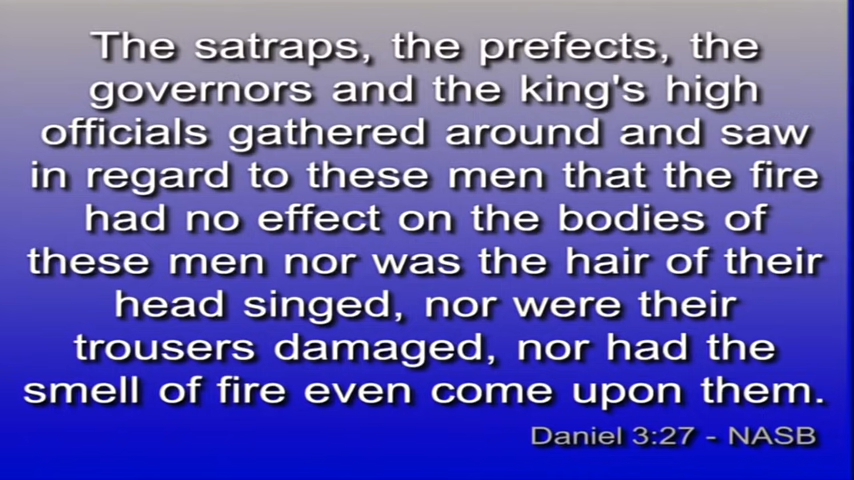 The satraps, the prefects, the
governors and the king's high
officials gathered around and saw
in regard to these men that the fire
had no effect on the bodies of
these men nor was the hair of their
head singed, nor were their
trousers damaged, nor had the
smell of fire even come upon them.
Daniel 3:27 - NASB